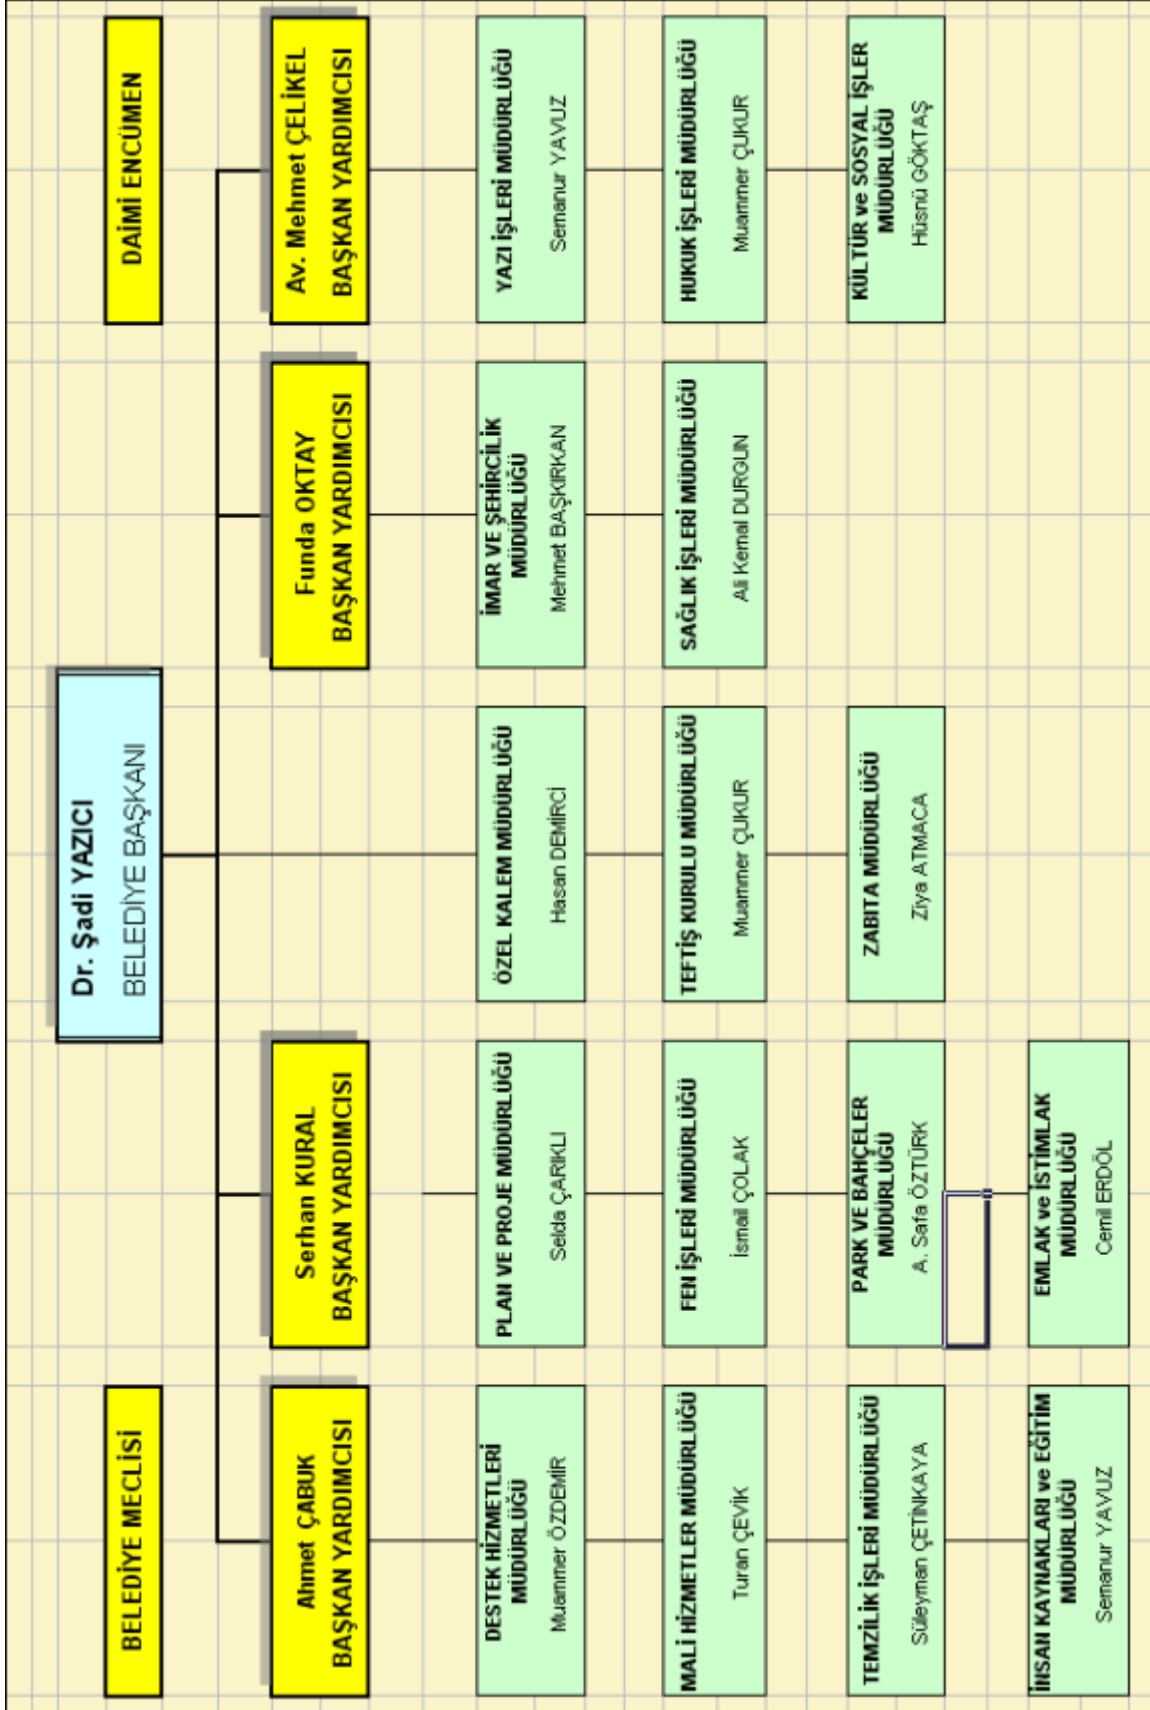 Dr. Şadi YAZICI
BELEDİYE BAŞKANI
BELEDİYE MECLİSİ
DAİMİ ENCÜMEN
Ahmet ÇABUK
BAŞKAN YARDIMCISI
Serhan KURAL
BAŞKAN YARDIMCISI
Funda OKTAY
BAŞKAN YARDIMCISI
Av. Mehmet ÇELİKEL
BAŞKAN YARDIMCISI
DESTEK HİZMETLERİ
MÜDÜRLÜĞÜ
Muammer ÖZDEMİR
PLAN VE PROJE MÜDÜRLÜĞÜ
Selda ÇARIKLI
ÖZEL KALEM MÜDÜRLÜĞÜ
Hasan DEMİRCİ
İMAR VE ŞEHİRCİLİK
MÜDÜRLÜĞÜ
Mehmet BAŞKIRKAN
YAZI İŞLERİ MÜDÜRLÜĞÜ
Semanur YAVUZ
MALİ HİZMETLER MÜDÜRLÜĞÜ
Turan ÇEVİK
FEN İŞLERİ MÜDÜRLÜĞÜ
İsmail ÇOLAK
TEFTİŞ KURULU MÜDÜRLÜĞÜ
Muammer ÇUKUR
SAĞLIK İŞLERİ MÜDÜRLÜĞÜ
Ali Kemal DURGUN
HUKUK İŞLERİ MÜDÜRLÜĞÜ
Muammer ÇUKUR
TEMZİLİK İŞLERİ MÜDÜRLÜĞÜ
Süleyman ÇETİNKAYA
PARK VE BAHÇELER
MÜDÜRLÜĞÜ
A. Safa ÖZTÜRK
ZABITA MÜDÜRLÜĞÜ
Ziya ATMACA
KÜLTÜR ve SOSYAL İŞLER
MÜDÜRLÜĞÜ
Hüsnü GÖKTAŞ
İNSAN KAYNAKLARI ve EĞİTİM
MÜDÜRLÜĞÜ
Semanur YAVUZ
EMLAK ve İSTİMLAK
MÜDÜRLÜĞÜ
Cemil ERDÖL